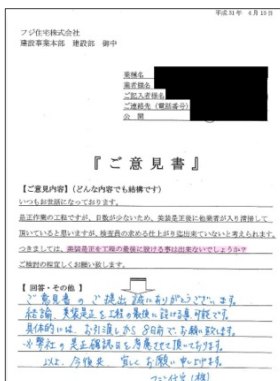 平成31年 4月13日
フジ住宅株式会社
建設事業本部 建設部 御中
業種名
業者様名
ご記入者様名
ご連絡先(電話番号)
公開
『ご意見書』
【ご意見内容】(どんな内容でも結構です)
いつもお世話になっております。
是正作業の工程ですが、日数が少ないため、美装是正後に他業者が入り清掃して
頂いていると思いますが、検査員の求める仕上がり迄出来ていないと考えられます。
つきましては、美装是正を工程の最後に設ける事は出来ないでしょうか?
ご検討の程宜しくお願い致します。
【回答・その他】
ご意見書のご提出誠にありがとうございます。
結論、美装是正を工程の最後に設ける事可能です。
具体的には、お引渡しから8日前で、お願い致します。
※弊社の是正確認日を考慮させて頂いております。
以上、今後共、宜しくお願い申し上げます。
フジ住宅(株)